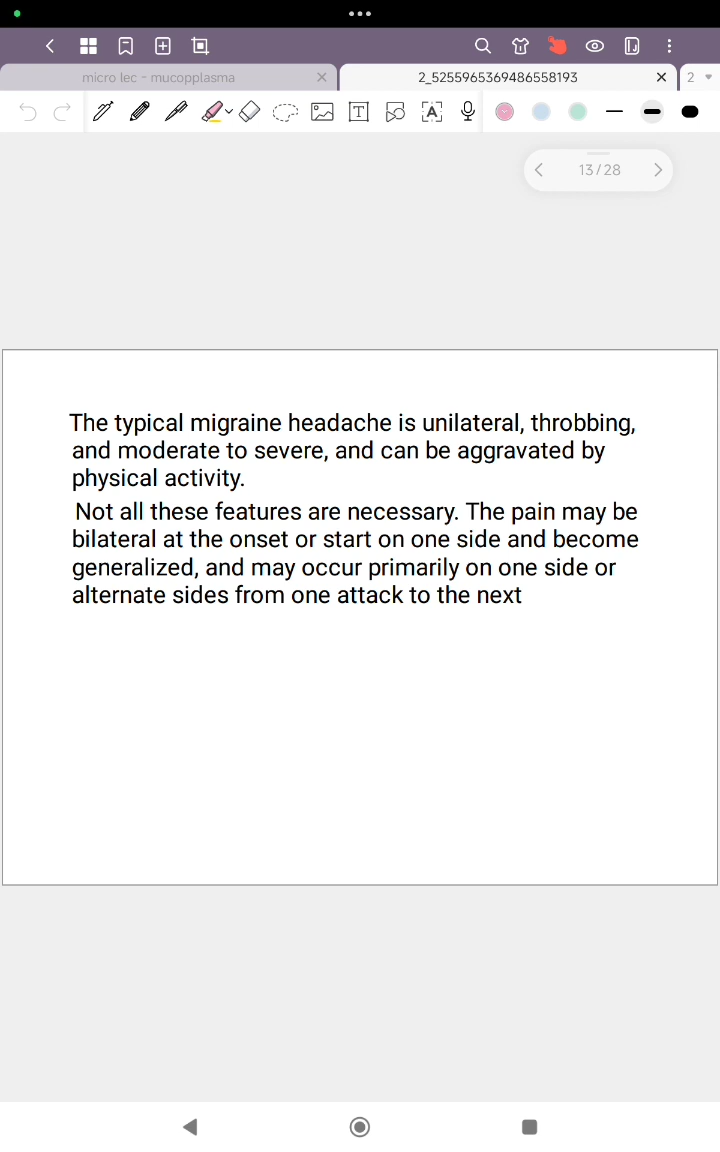 micro lec - mucopplasma
2_5255965369486558193
2
13/28
The typical migraine headache is unilateral, throbbing,
and moderate to severe, and can be aggravated by
physical activity.
Not all these features are necessary. The pain may be
bilateral at the onset or start on one side and become
generalized, and may occur primarily on one side or
alternate sides from one attack to the next